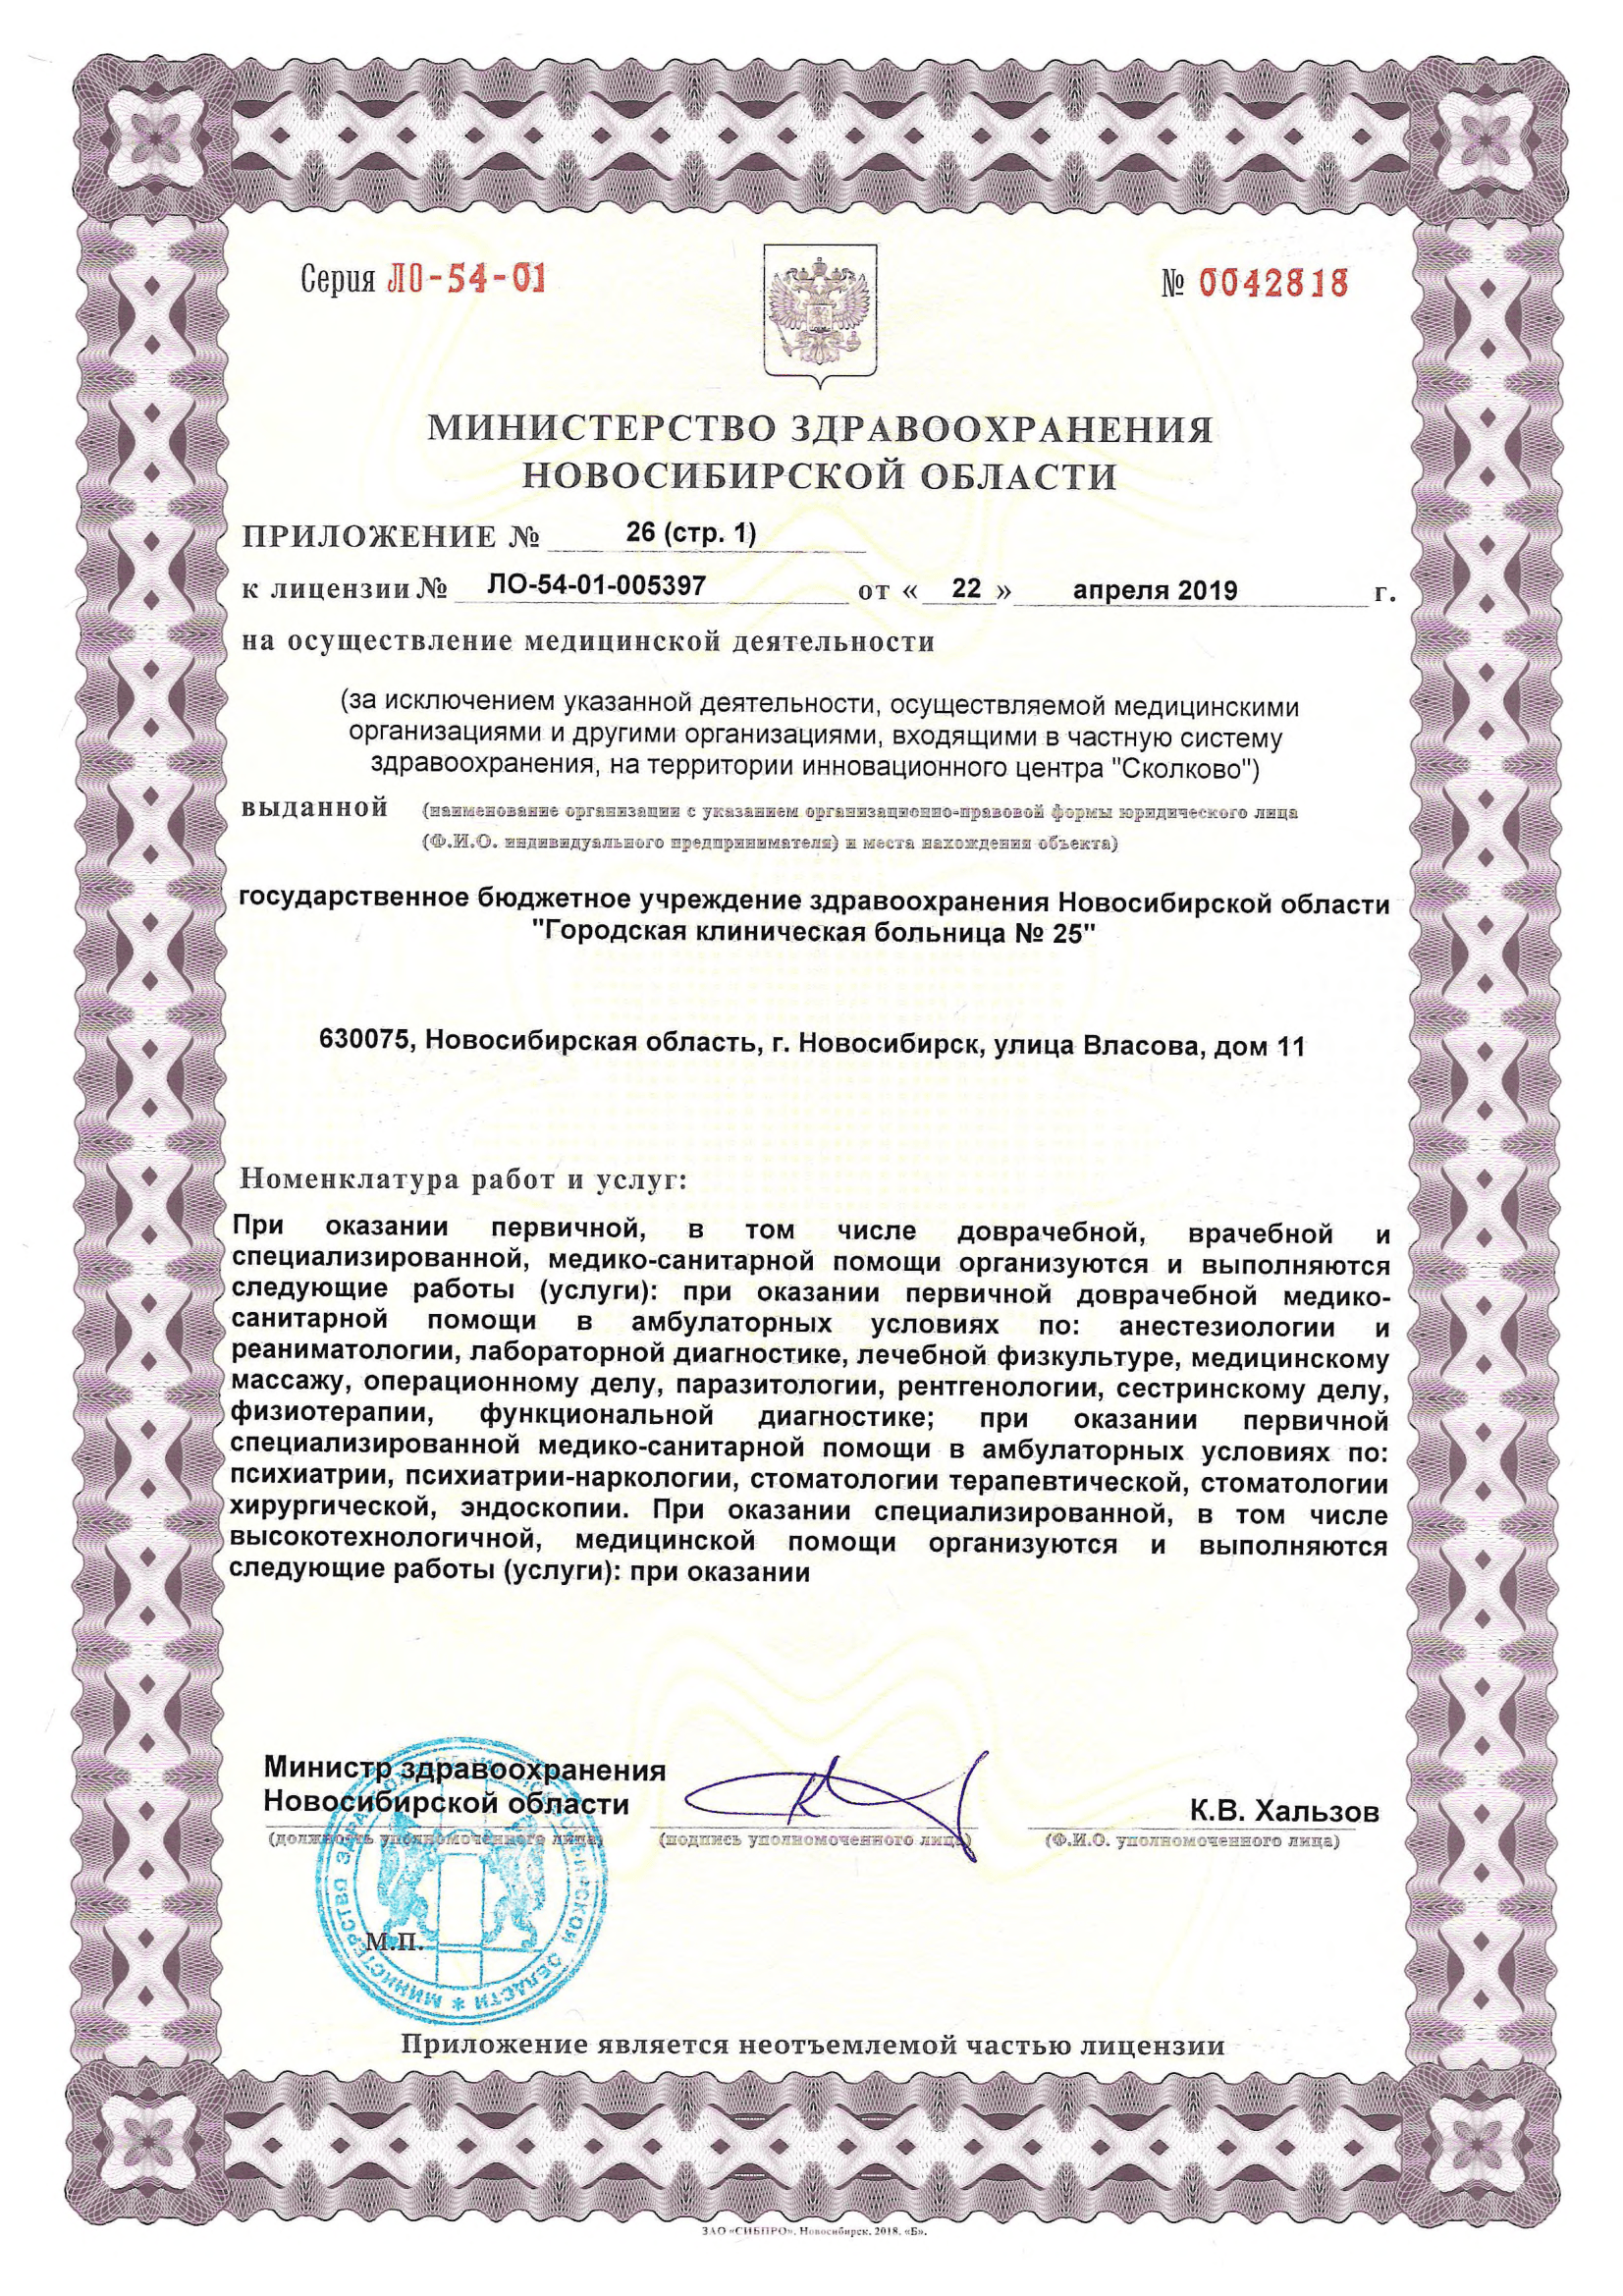 Серия ЛО-54-01
№ 0042818
МИНИСТЕРСТВО ЗДРАВООХРАНЕНИЯ
НОВОСИБИРСКОЙ ОБЛАСТИ
ПРИЛОЖЕНИЕ № 26 (стр. 1)
к лицензии № ЛО-54-01-005397 от « 22 » апреля 2019 г.
на осуществление медицинской деятельности
(за исключением указанной деятельности, осуществляемой медицинскими
организациями и другими организациями, входящими в частную систему
здравоохранения, на территории инновационного центра "Сколково")
выданной (наименование организации с указанием организационно-правовой формы юридического лица
(Ф.И.О. индивидуального предпринимателя) и места нахождения объекта)
государственное бюджетное учреждение здравоохранения Новосибирской области
"Городская клиническая больница № 25"
630075, Новосибирская область, г. Новосибирск, улица Власова, дом 11
Номенклатура работ и услуг:
При оказании первичной, в том числе доврачебной, врачебной и
специализированной, медико-санитарной помощи организуются и выполняются
следующие работы (услуги): при оказании первичной доврачебной медико-
санитарной помощи в амбулаторных условиях по: анестезиологии и
реаниматологии, лабораторной диагностике, лечебной физкультуре, медицинскому
массажу, операционному делу, паразитологии, рентгенологии, сестринскому делу,
физиотерапии, функциональной диагностике; при оказании первичной
специализированной медико-санитарной помощи в амбулаторных условиях по:
психиатрии, психиатрии-наркологии, стоматологии терапевтической, стоматологии
хирургической, эндоскопии. При оказании специализированной, в том числе
высокотехнологичной, медицинской помощи организуются и выполняются
следующие работы (услуги): при оказании
Министр здравоохранения
Новосибирской области
К.В. Хальзов
(должность уполномоченного лица)
(подпись уполномоченного лица)
(Ф.И.О. уполномоченного лица)
МИНИСТЕРСТВО ЗДРАВООХРАНЕНИЯ НОВОСИБИРСКОЙ ОБЛАСТИ *
М.П.
Приложение является неотъемлемой частью лицензии
ЗАО «СИБПРО», Новосибирск, 2018, «Б».